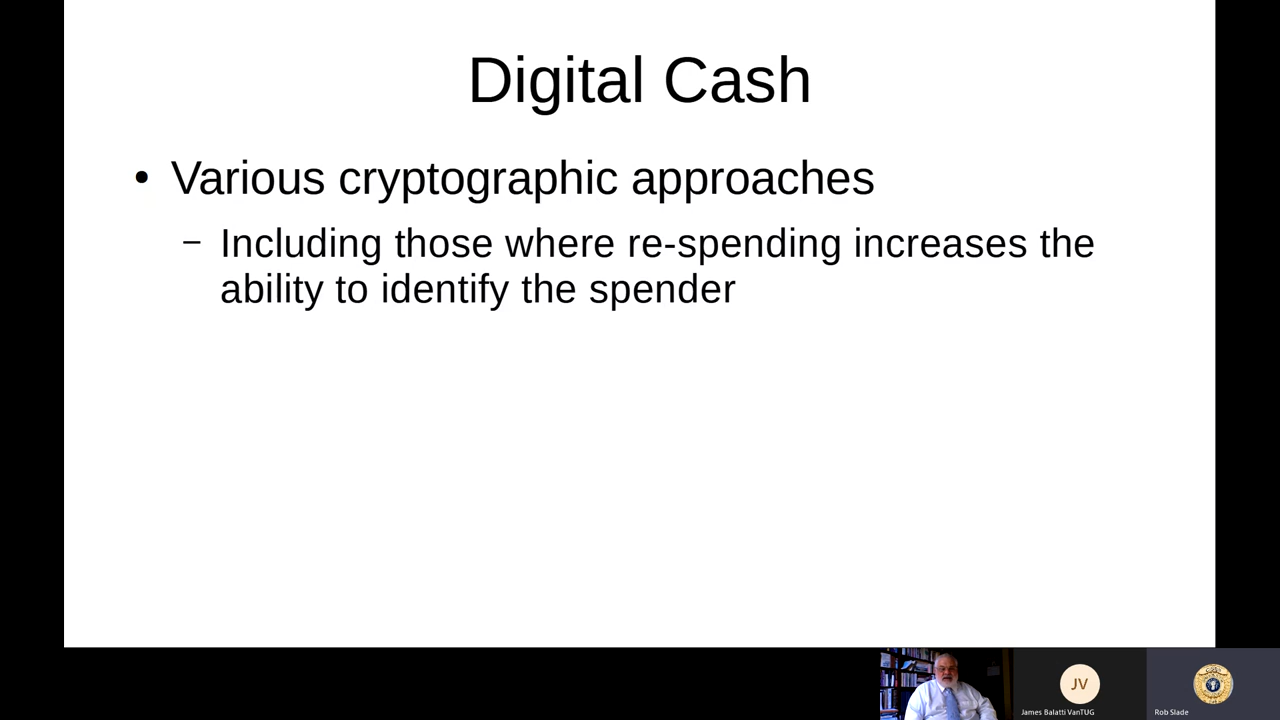 Digital Cash
• Various cryptographic approaches
– Including those where re-spending increases the
ability to identify the spender
JV
James Balatti VanTUG
Rob Slade